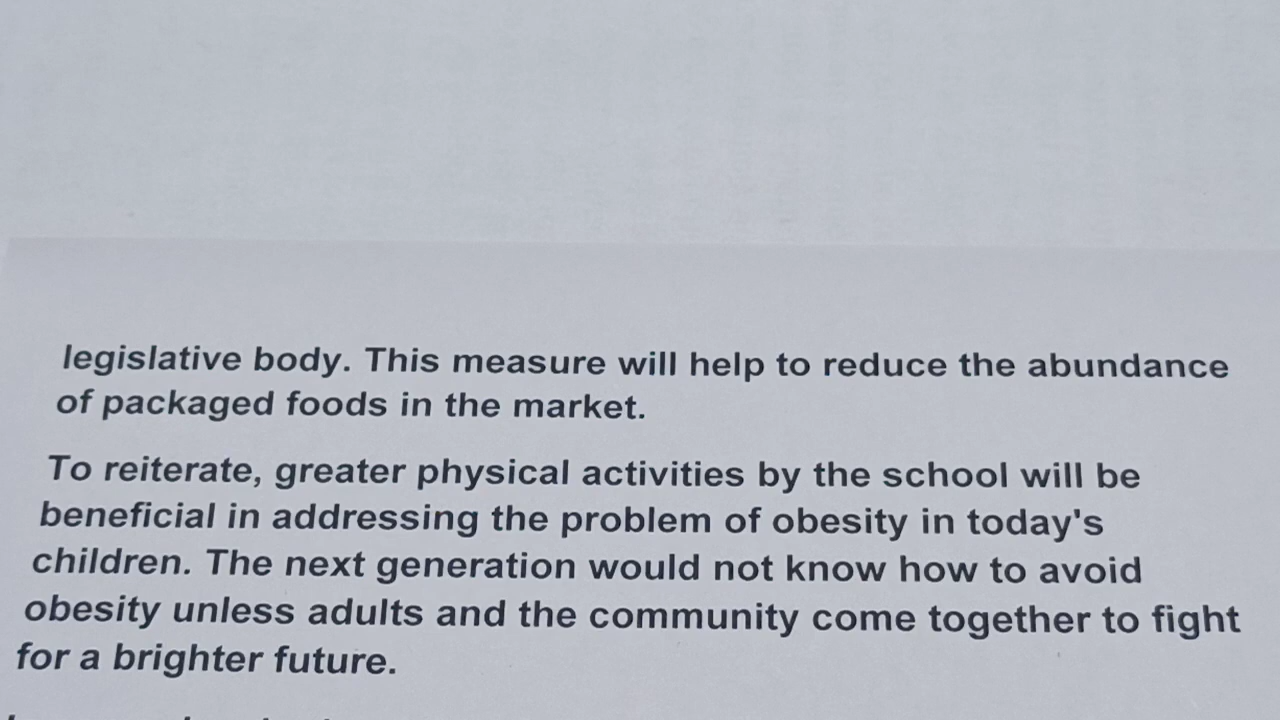 legislative body. This measure will help to reduce the abundance
of packaged foods in the market.
To reiterate, greater physical activities by the school will be
beneficial in addressing the problem of obesity in today's
children. The next generation would not know how to avoid
obesity unless adults and the community come together to fight
for a brighter future.